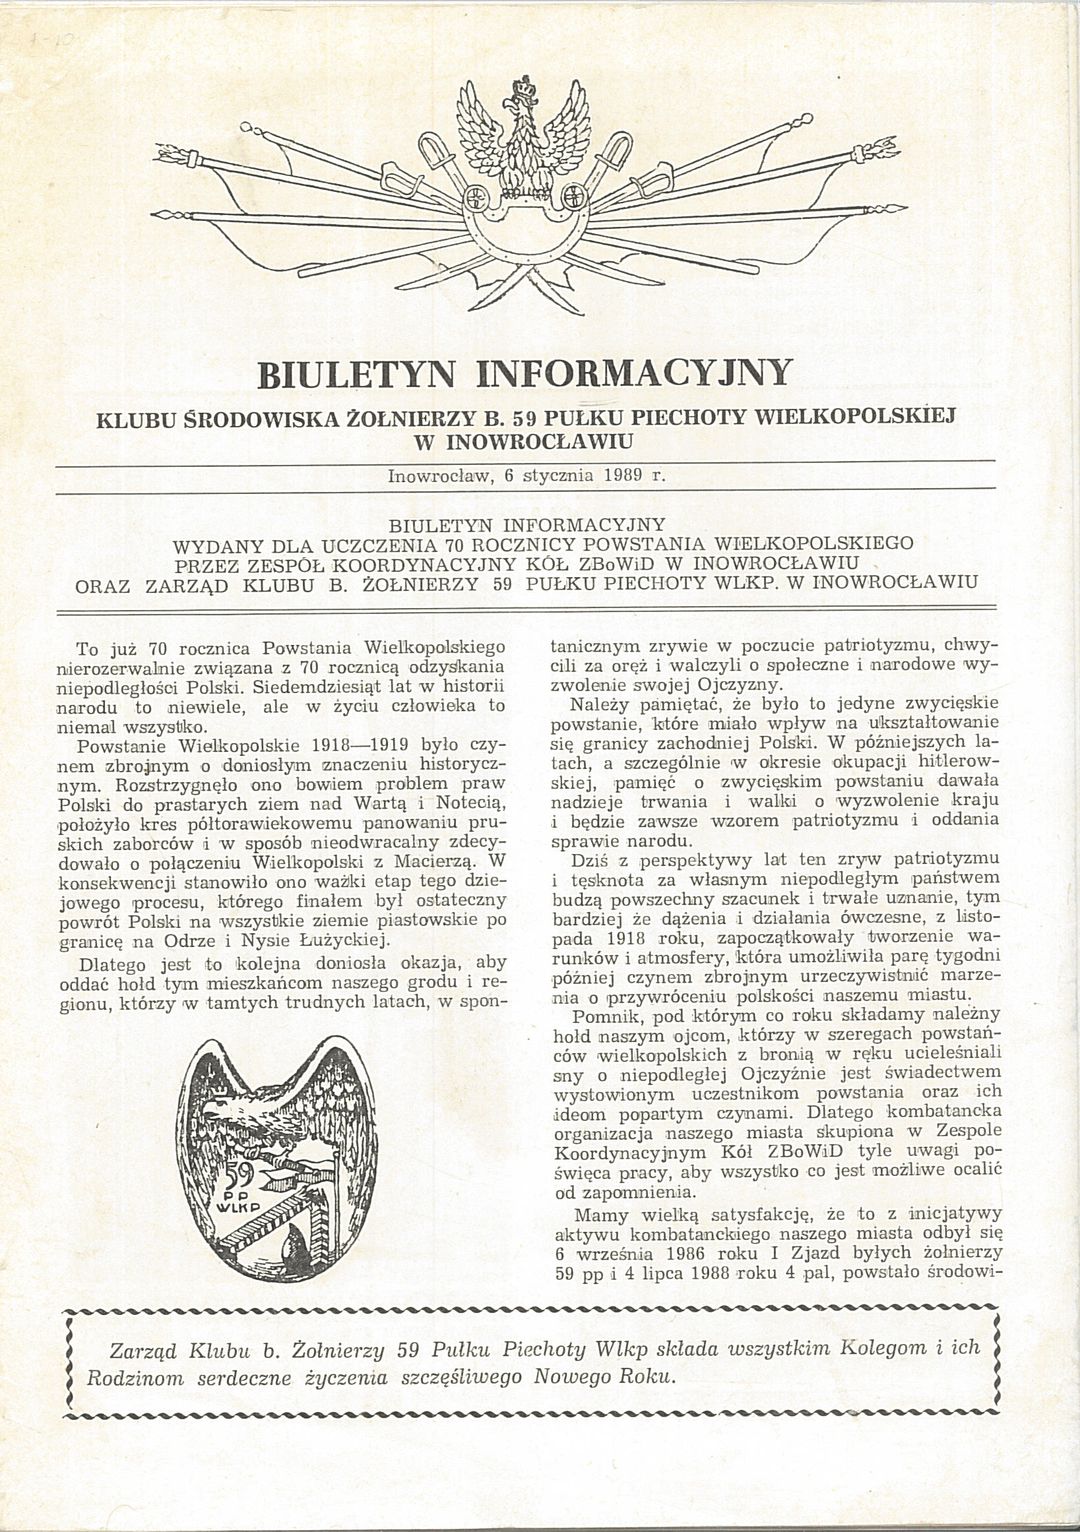 BIULETYN INFORMACYJNY
KLUBU ŚRODOWISKA ŻOŁNIERZY B. 59 PUŁKU PIECHOTY WIELKOPOLSKIEJ
W INOWROCŁAWIU
Inowrocław, 6 stycznia 1989 r.
BIULETYN INFORMACYJNY
WYDANY DLA UCZCZENIA 70 ROCZNICY POWSTANIA WIELKOPOLSKIEGO
PRZEZ ZESPÓŁ KOORDYNACYJNY KÓŁ ZBoWiD W INOWROCŁAWIU
ORAZ ZARZĄD KLUBU B. ŻOŁNIERZY 59 PUŁKU PIECHOTY WLKP. W INOWROCŁAWIU
To już 70 rocznica Powstania Wielkopolskiego
nierozerwalnie związana z 70 rocznicą odzyskania
niepodległości Polski. Siedemdziesiąt lat w historii
narodu to niewiele, ale w życiu człowieka to
niemal wszystko.
Powstanie Wielkopolskie 1918—1919 było czy-
nem zbrojnym o doniosłym znaczeniu historycz-
nym. Rozstrzygnęło ono bowiem problem praw
Polski do prastarych ziem nad Wartą i Notecią,
położyło kres półtorawiekowemu panowaniu pru-
skich zaborców i w sposób nieodwracalny zdecy-
dowało o połączeniu Wielkopolski z Macierzą. W
konsekwencji stanowiło ono ważki etap tego dzie-
jowego procesu, którego finałem był ostateczny
powrót Polski na wszystkie ziemie piastowskie po
granicę na Odrze i Nysie Łużyckiej.
Dlatego jest to kolejna doniosła okazja, aby
oddać hołd tym mieszkańcom naszego grodu i re-
gionu, którzy w tamtych trudnych latach, w spon-
59
PP
WLKP
tanicznym zrywie w poczucie patriotyzmu, chwy-
cili za oręż i walczyli o społeczne i narodowe wy-
zwolenie swojej Ojczyzny.
Należy pamiętać, że było to jedyne zwycięskie
powstanie, które miało wpływ na ukształtowanie
się granicy zachodniej Polski. W późniejszych la-
tach, a szczególnie w okresie okupacji hitlerow-
skiej, pamięć o zwycięskim powstaniu dawała
nadzieje trwania i walki o wyzwolenie kraju
i będzie zawsze wzorem patriotyzmu i oddania
sprawie narodu.
Dziś z perspektywy lat ten zryw patriotyzmu
i tęsknota za własnym niepodległym państwem
budzą powszechny szacunek i trwałe uznanie, tym
bardziej że dążenia i działania ówczesne, z listo-
pada 1918 roku, zapoczątkowały tworzenie wa-
runków i atmosfery, która umożliwiła parę tygodni
później czynem zbrojnym urzeczywistnić marze-
nia o przywróceniu polskości naszemu miastu.
Pomnik, pod którym co roku składamy należny
hołd naszym ojcom, którzy w szeregach powstań-
ców wielkopolskich z bronią w ręku ucieleśniali
sny o niepodległej Ojczyźnie jest świadectwem
wystowionym uczestnikom powstania oraz ich
ideom popartym czynami. Dlatego kombatancka
organizacja naszego miasta skupiona w Zespole
Koordynacyjnym Kół ZBoWiD tyle uwagi po-
święca pracy, aby wszystko co jest możliwe ocalić
od zapomnienia.
Mamy wielką satysfakcję, że to z inicjatywy
aktywu kombatanckiego naszego miasta odbył się
6 września 1986 roku I Zjazd byłych żołnierzy
59 pp i 4 lipca 1988 roku 4 pal, powstało środowi-
Zarząd Klubu b. Żołnierzy 59 Pułku Piechoty Wlkp składa wszystkim Kolegom i ich
Rodzinom serdeczne życzenia szczęśliwego Nowego Roku.